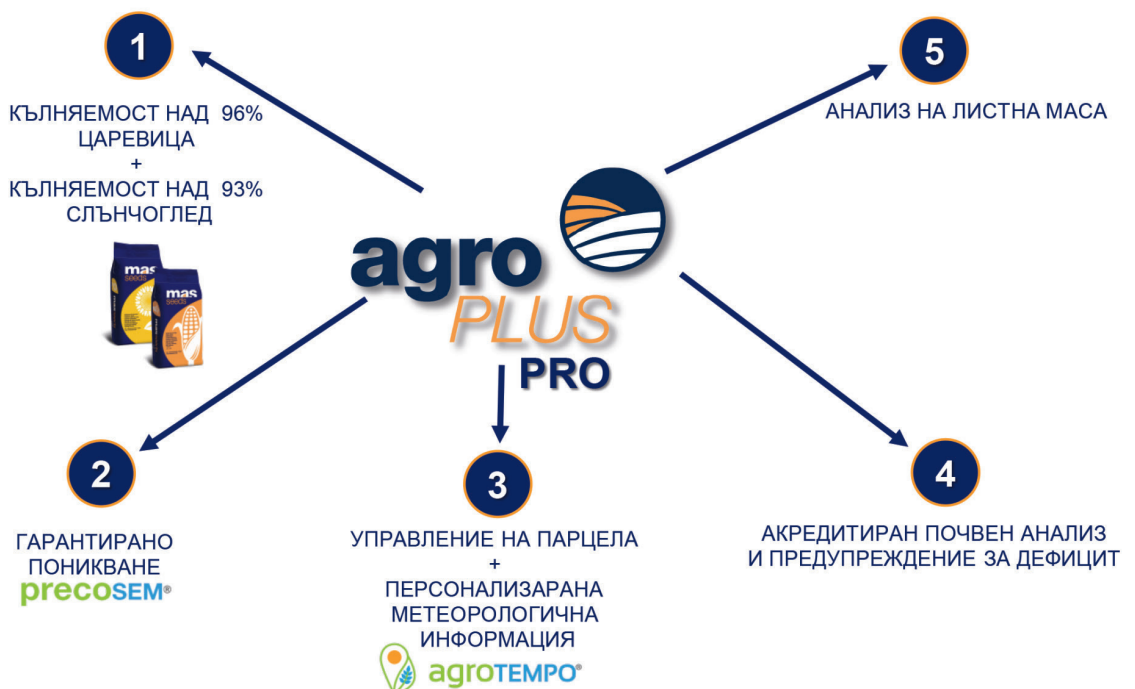 1
КЪЛНЯЕМОСТ НАД 96%
ЦАРЕВИЦА
+
КЪЛНЯЕМОСТ НАД 93%
СЛЪНЧОГЛЕД
mas
seeds
mas
seeds
agro
PLUS
PRO
5
АНАЛИЗ НА ЛИСТНА МАСА
2
ГАРАНТИРАНО
ПОНИКВАНЕ
precoSEM®
3
УПРАВЛЕНИЕ НА ПАРЦЕЛА
+
ПЕРСОНАЛИЗАРАНА
МЕТЕОРОЛОГИЧНА
ИНФОРМАЦИЯ
agroTEMPO®
4
АКРЕДИТИРАН ПОЧВЕН АНАЛИЗ
И ПРЕДУПРЕЖДЕНИЕ ЗА ДЕФИЦИТ